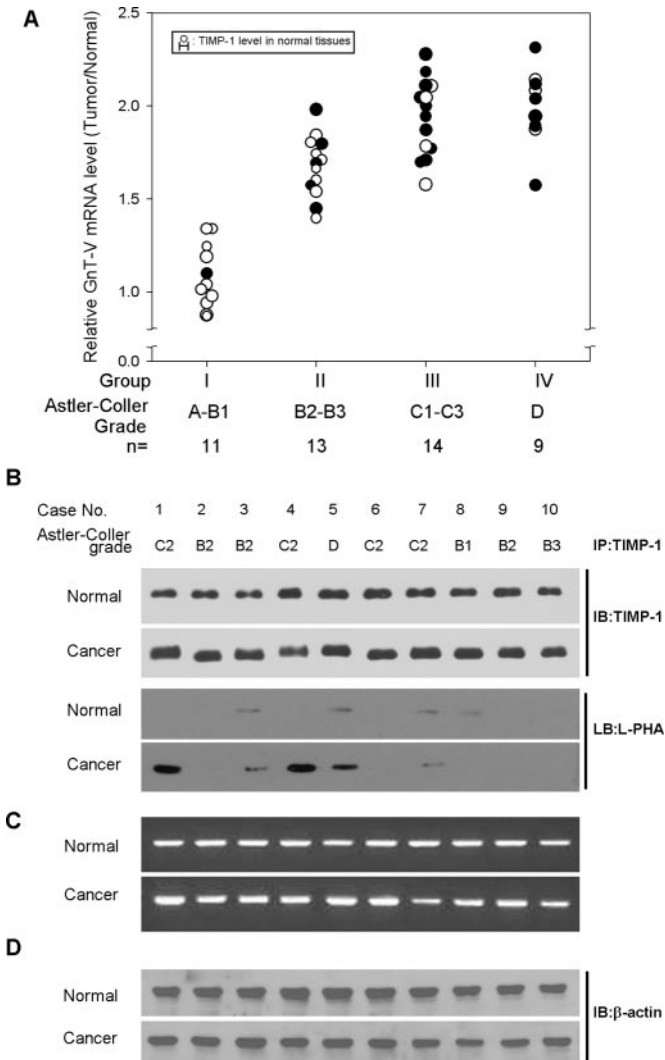 A
Relative GnT-V mRNA level (Tumor/Normal)
2.5
: TIMP-1 level in normal tissues
2.0
1.5
1.0
0.0
Group I II III IV
Astler-Coller Grade A-B1 B2-B3 C1-C3 D
n= 11 13 14 9
B
Case No. 1 2 3 4 5 6 7 8 9 10
Astler-Coller grade C2 B2 B2 C2 D C2 C2 B1 B2 B3 IP:TIMP-1
Normal
IB:TIMP-1
Cancer
Normal
LB:L-PHA
Cancer
C
Normal
Cancer
D
Normal
IB:β-actin
Cancer